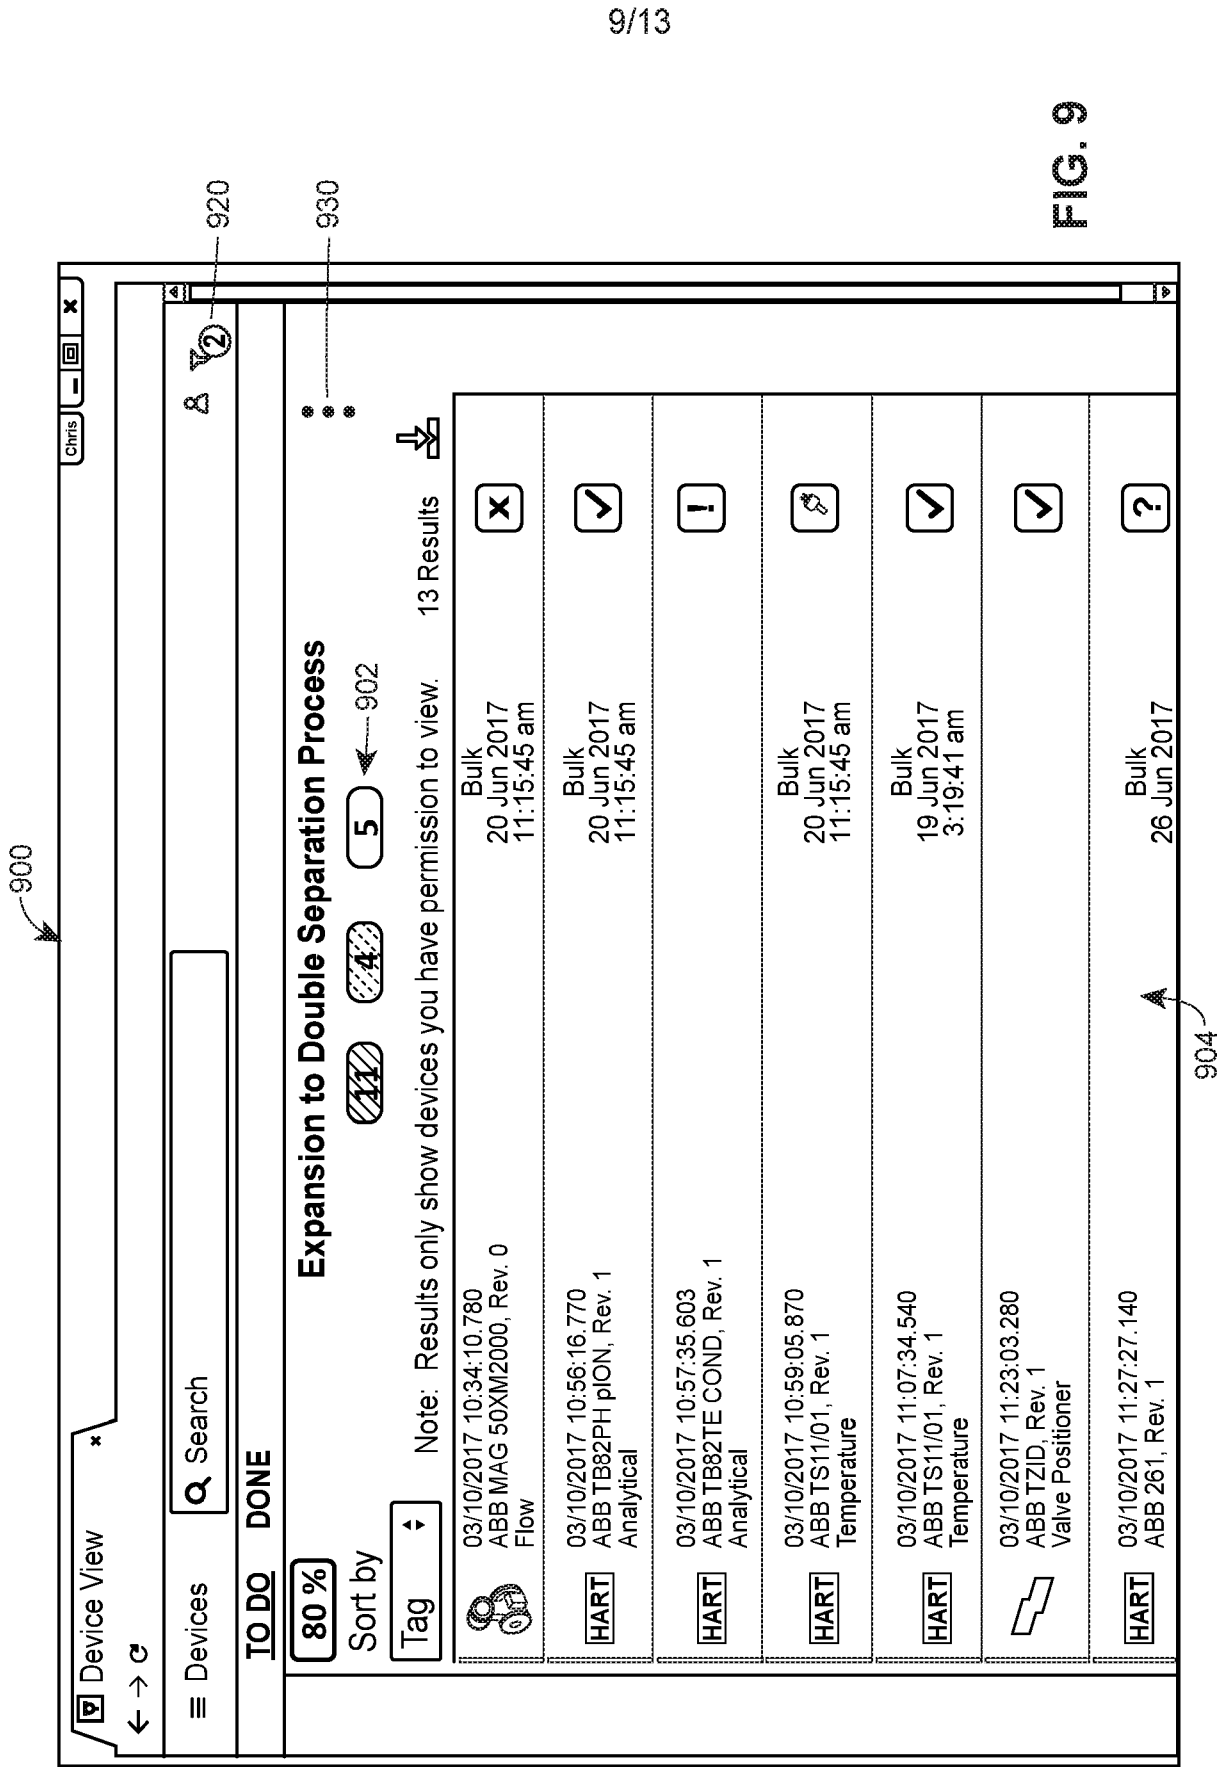 9/13
900
Device View ×
Chris
Devices
Search
2
920
TO DO DONE
80 %
Expansion to Double Separation Process
930
Sort by
11 4 5
902
Tag
Note: Results only show devices you have permission to view.
13 Results
03/10/2017 10:34:10.780
ABB MAG 50XM2000, Rev. 0
Flow
Bulk
20 Jun 2017
11:15:45 am
X
HART
03/10/2017 10:56:16.770
ABB TB82PH pION, Rev. 1
Analytical
Bulk
20 Jun 2017
11:15:45 am
HART
03/10/2017 10:57:35.603
ABB TB82TE COND, Rev. 1
Analytical
!
HART
03/10/2017 10:59:05.870
ABB TS11/01, Rev. 1
Temperature
Bulk
20 Jun 2017
11:15:45 am
HART
03/10/2017 11:07:34.540
ABB TS11/01, Rev. 1
Temperature
Bulk
19 Jun 2017
3:19:41 am
03/10/2017 11:23:03.280
ABB TZID, Rev. 1
Valve Positioner
HART
03/10/2017 11:27:27.140
ABB 261, Rev. 1
Bulk
26 Jun 2017
?
904
FIG. 9